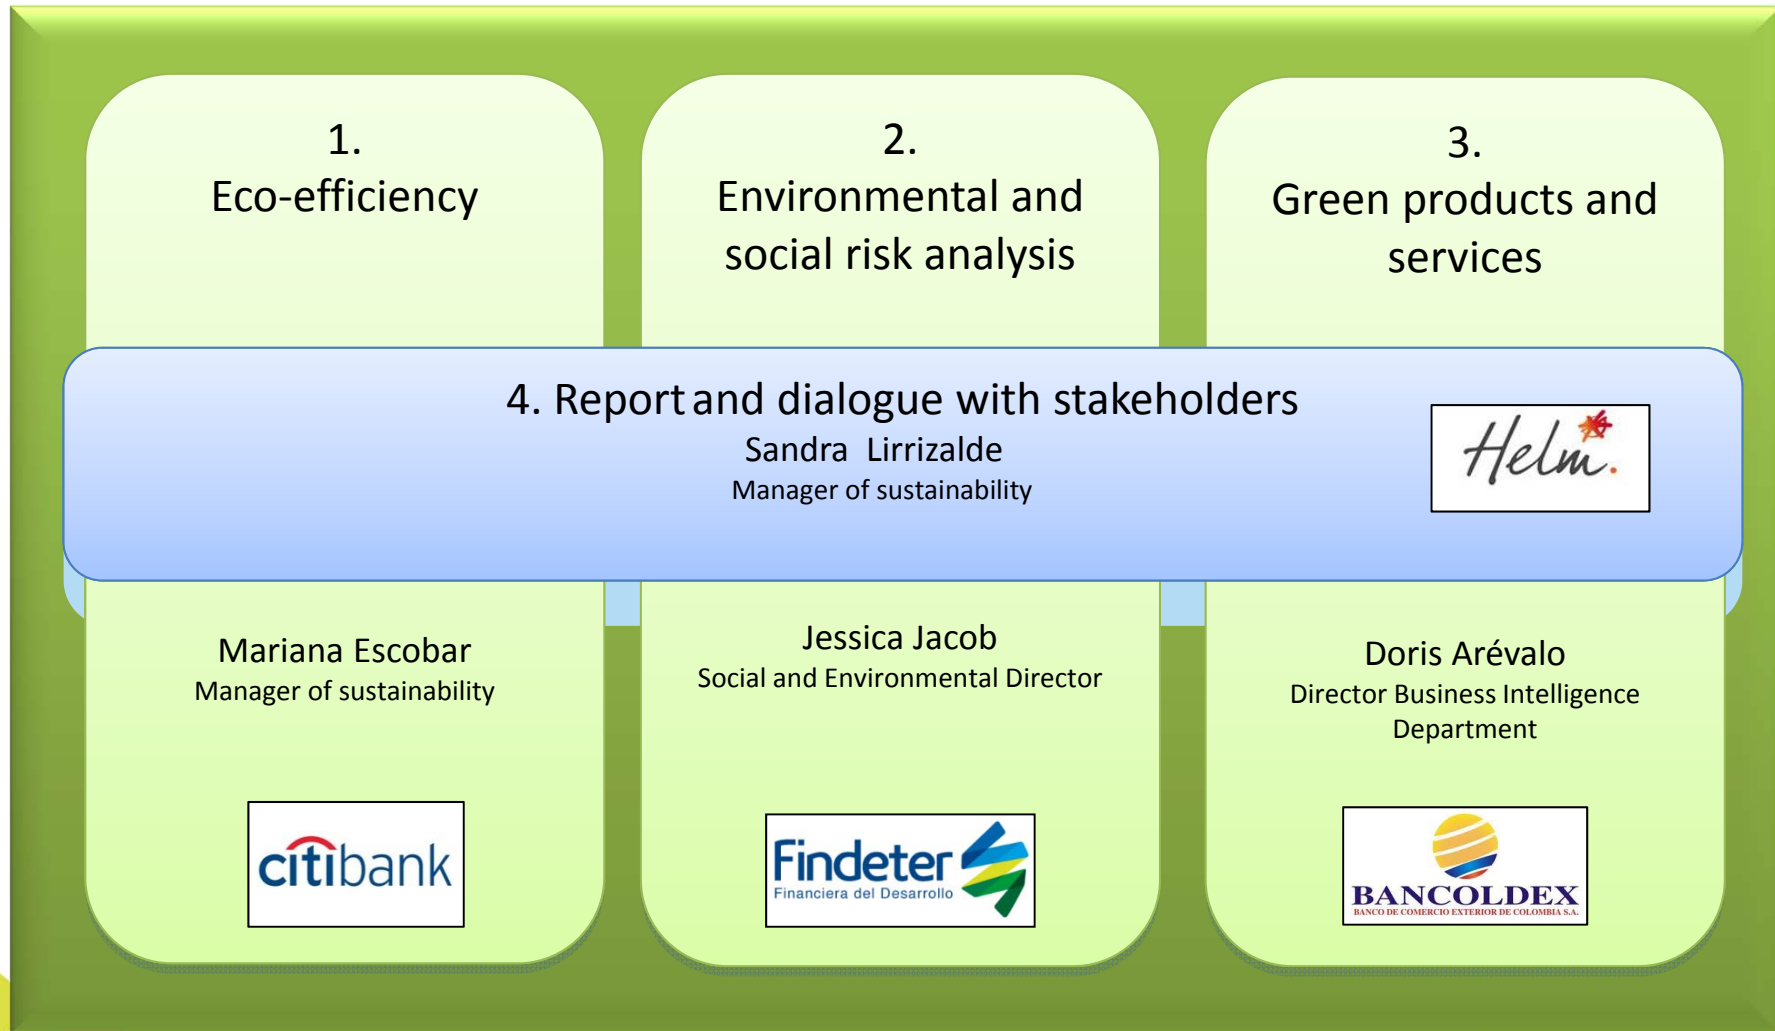 1.
Eco-efficiency
2.
Environmental and
social risk analysis
3.
Green products and
services
4. Report and dialogue with stakeholders
Sandra Lirrizalde
Manager of sustainability
Helm.
Mariana Escobar
Manager of sustainability
citibank
Jessica Jacob
Social and Environmental Director
Findeter
Financiera del Desarrollo
Doris Arévalo
Director Business Intelligence
Department
BANCOLDEX
BANCO DE COMERCIO EXTERIOR DE COLOMBIA S.A.